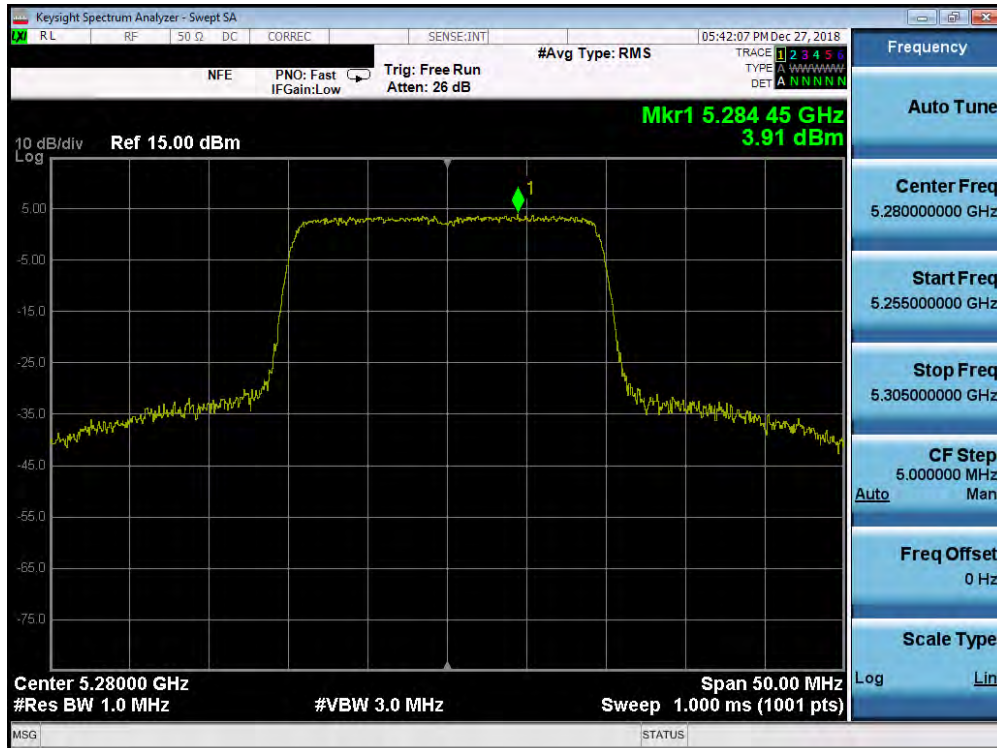 Keysight Spectrum Analyzer - Swept SA
LXI RL RF 50 Ω DC CORREC SENSE:INT 05:42:07 PM Dec 27, 2018
#Avg Type: RMS
TRACE 1 2 3 4 5 6
TYPE A WWWWWW
DET A N N N N N
NFE PNO: Fast Trig: Free Run
IFGain:Low Atten: 26 dB
Mkr1 5.284 45 GHz
3.91 dBm
10 dB/div Ref 15.00 dBm
Log
1
5.00
-5.00
-15.0
-25.0
-35.0
-45.0
-55.0
-65.0
-75.0
Center 5.28000 GHz Span 50.00 MHz
#Res BW 1.0 MHz #VBW 3.0 MHz Sweep 1.000 ms (1001 pts)
MSG STATUS
Frequency
Auto Tune
Center Freq
5.280000000 GHz
Start Freq
5.255000000 GHz
Stop Freq
5.305000000 GHz
CF Step
5.000000 MHz
Auto Man
Freq Offset
0 Hz
Scale Type
Log Lin